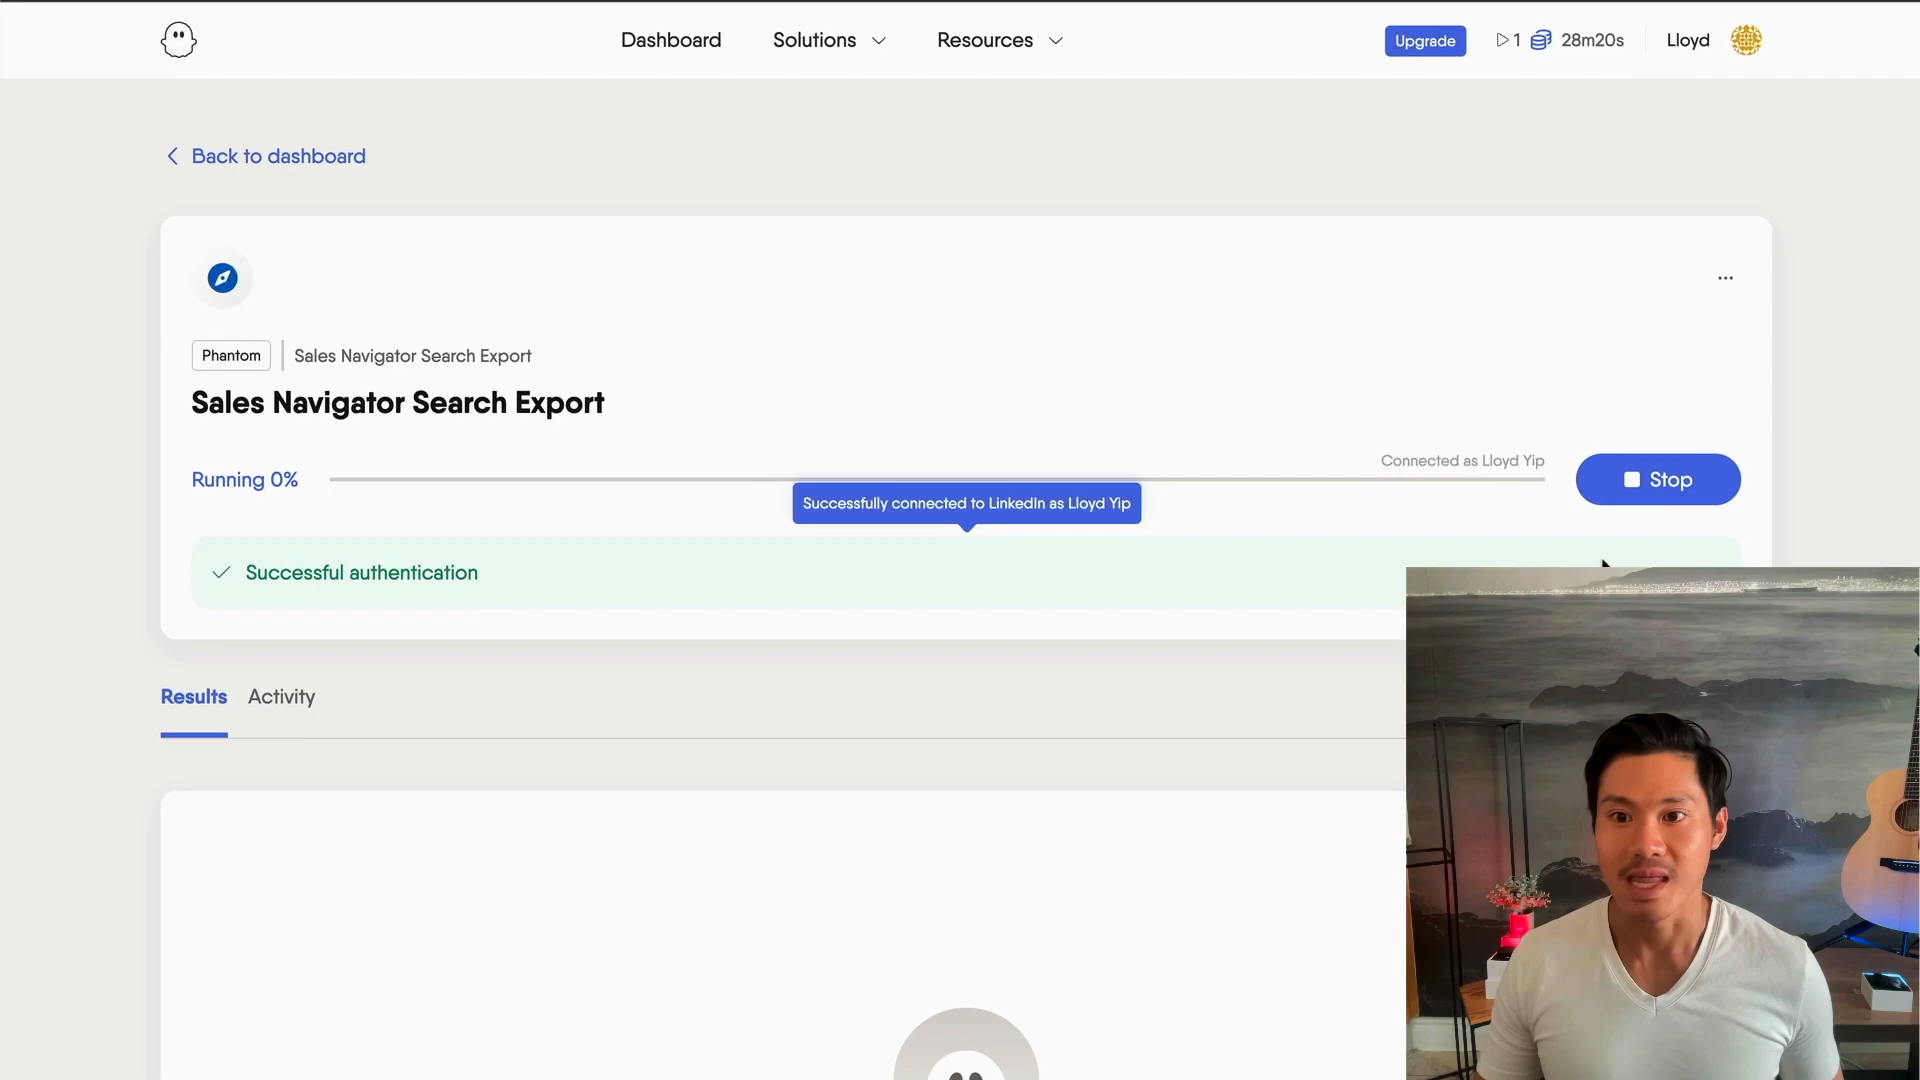 Dashboard
Solutions
Resources
Upgrade
1
28m20s
Lloyd
Back to dashboard
...
Phantom
Sales Navigator Search Export
Sales Navigator Search Export
Running 0%
Connected as Lloyd Yip
Stop
Successfully connected to LinkedIn as Lloyd Yip
Successful authentication
Results
Activity